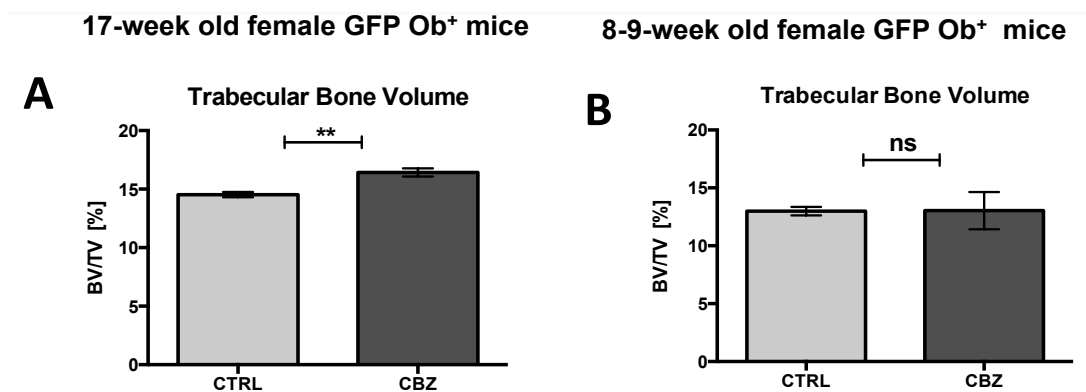 17-week old female GFP Ob⁺ mice
8-9-week old female GFP Ob⁺ mice
A
Trabecular Bone Volume
BV/TV [%]
20
15
10
5
0
**
CTRL
CBZ
B
Trabecular Bone Volume
BV/TV [%]
20
15
10
5
0
ns
CTRL
CBZ